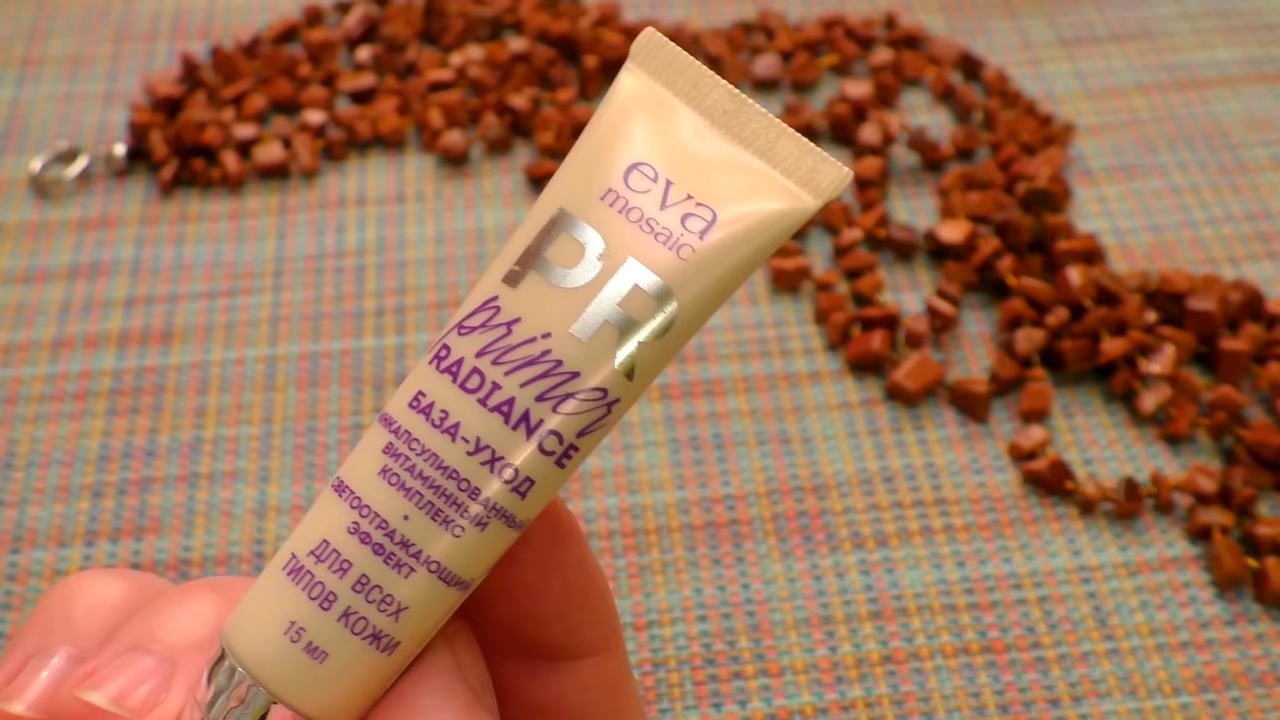 eva
mosaic
PR
primer
RADIANCE
БАЗА-УХОД
ИНКАПСУЛИРОВАННЫЙ
ВИТАМИННЫЙ
КОМПЛЕКС
•
СВЕТООТРАЖАЮЩИЙ
ЭФФЕКТ
ДЛЯ ВСЕХ
ТИПОВ КОЖИ
15 МЛ